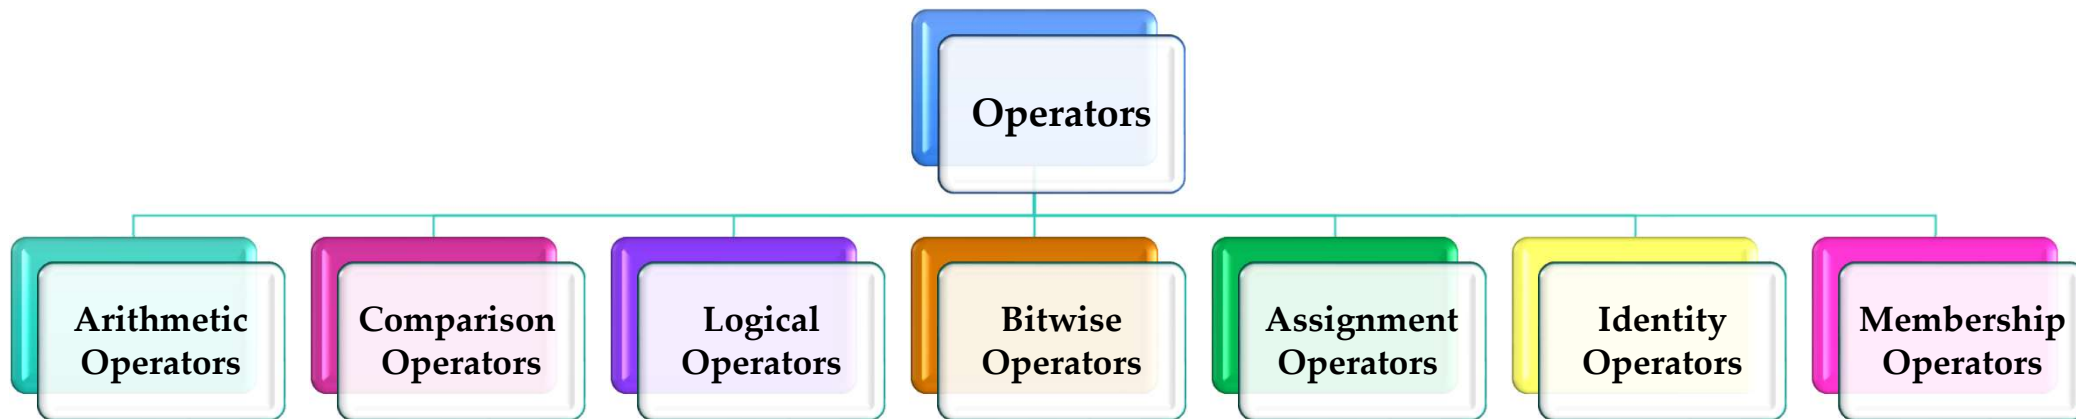 Operators
Arithmetic
Operators
Comparison
Operators
Logical
Operators
Bitwise
Operators
Assignment
Operators
Identity
Operators
Membership
Operators